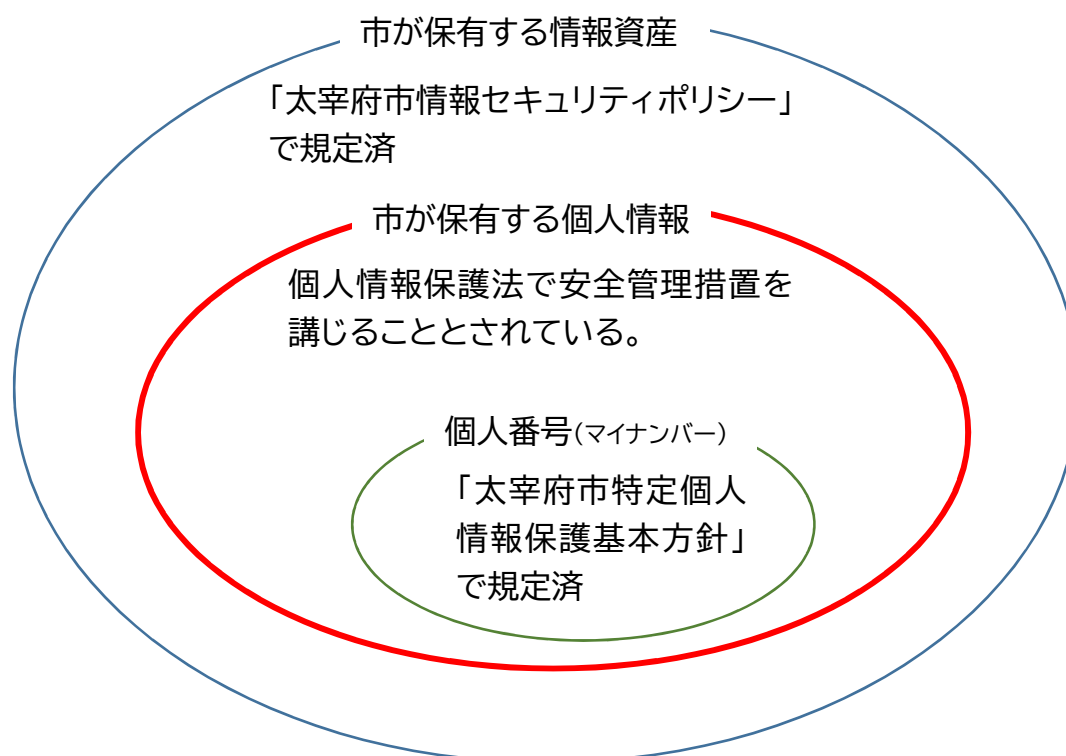 市が保有する情報資産
「太宰府市情報セキュリティポリシー」
で規定済
市が保有する個人情報
個人情報保護法で安全管理措置を
講じることとされている。
個人番号(マイナンバー)
「太宰府市特定個人
情報保護基本方針」
で規定済